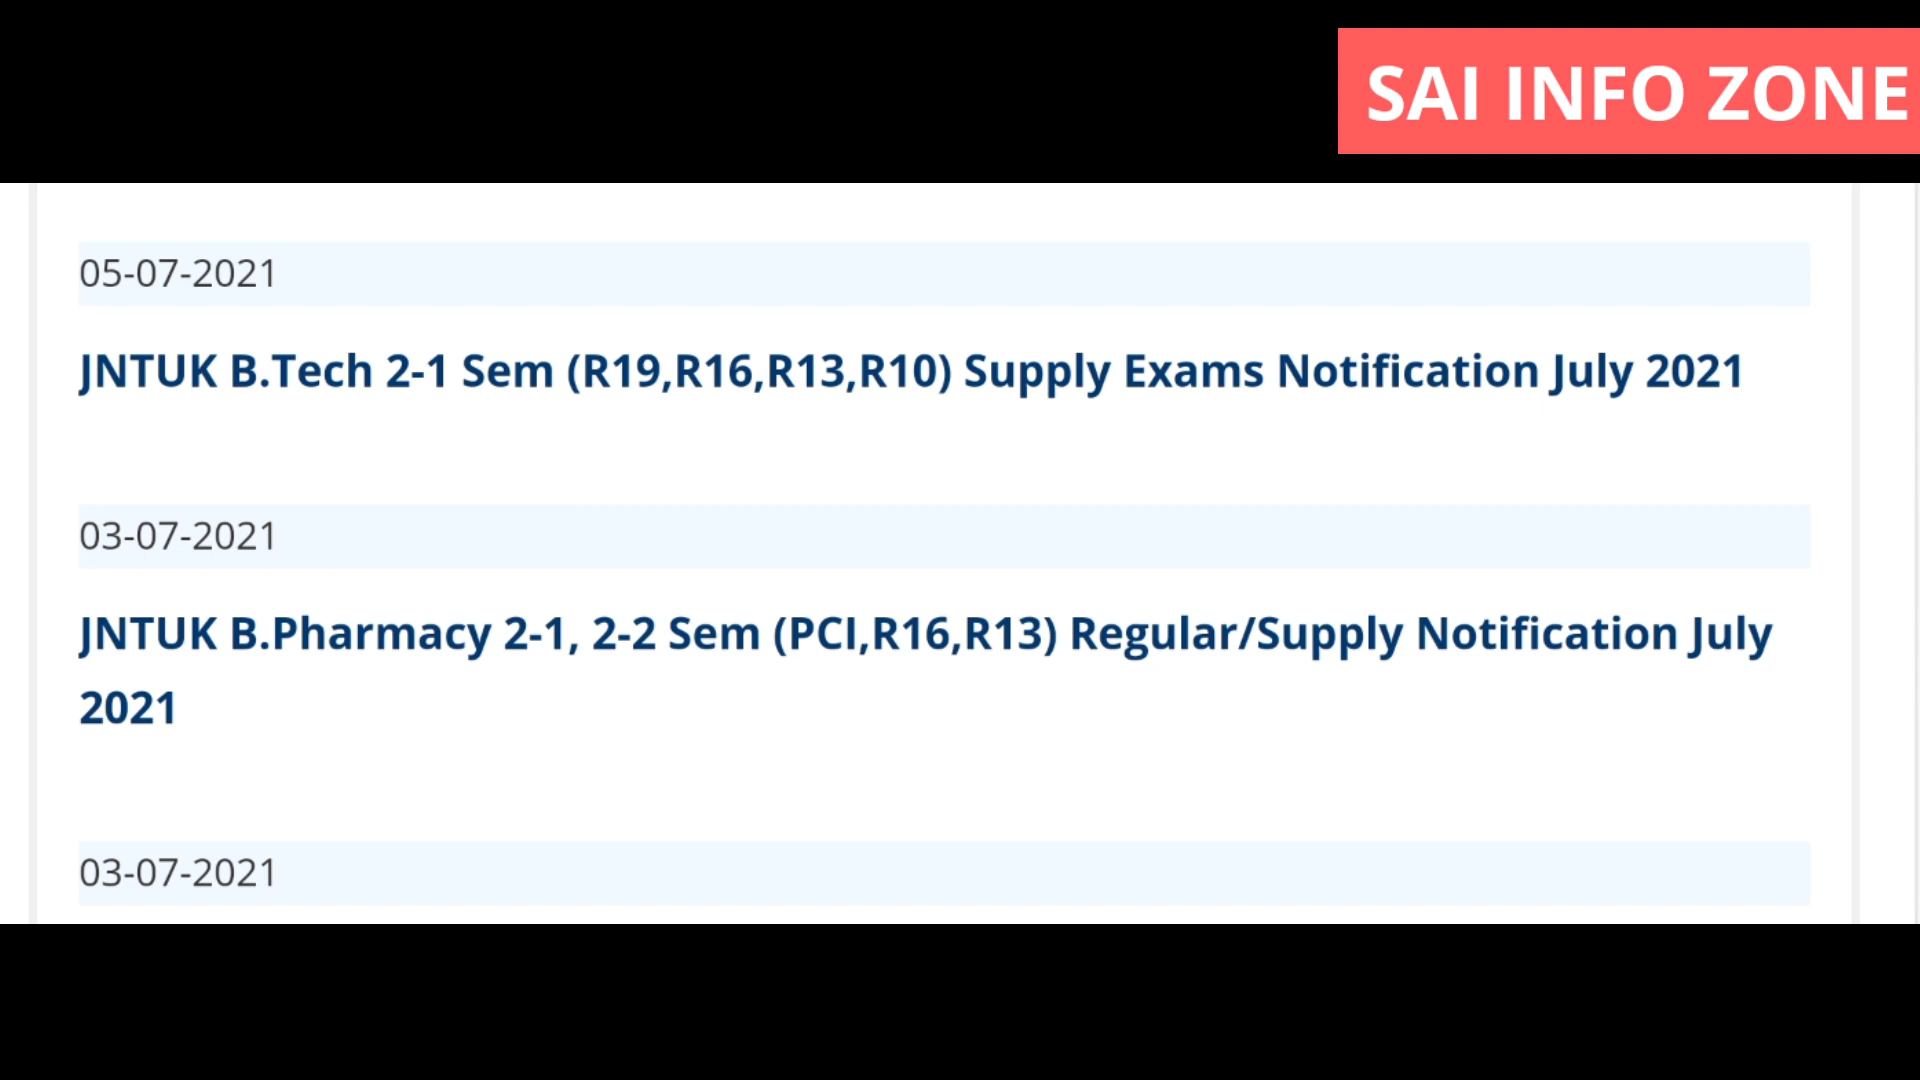 SAI INFO ZONE
05-07-2021
JNTUK B.Tech 2-1 Sem (R19,R16,R13,R10) Supply Exams Notification July 2021
03-07-2021
JNTUK B.Pharmacy 2-1, 2-2 Sem (PCI,R16,R13) Regular/Supply Notification July
2021
03-07-2021